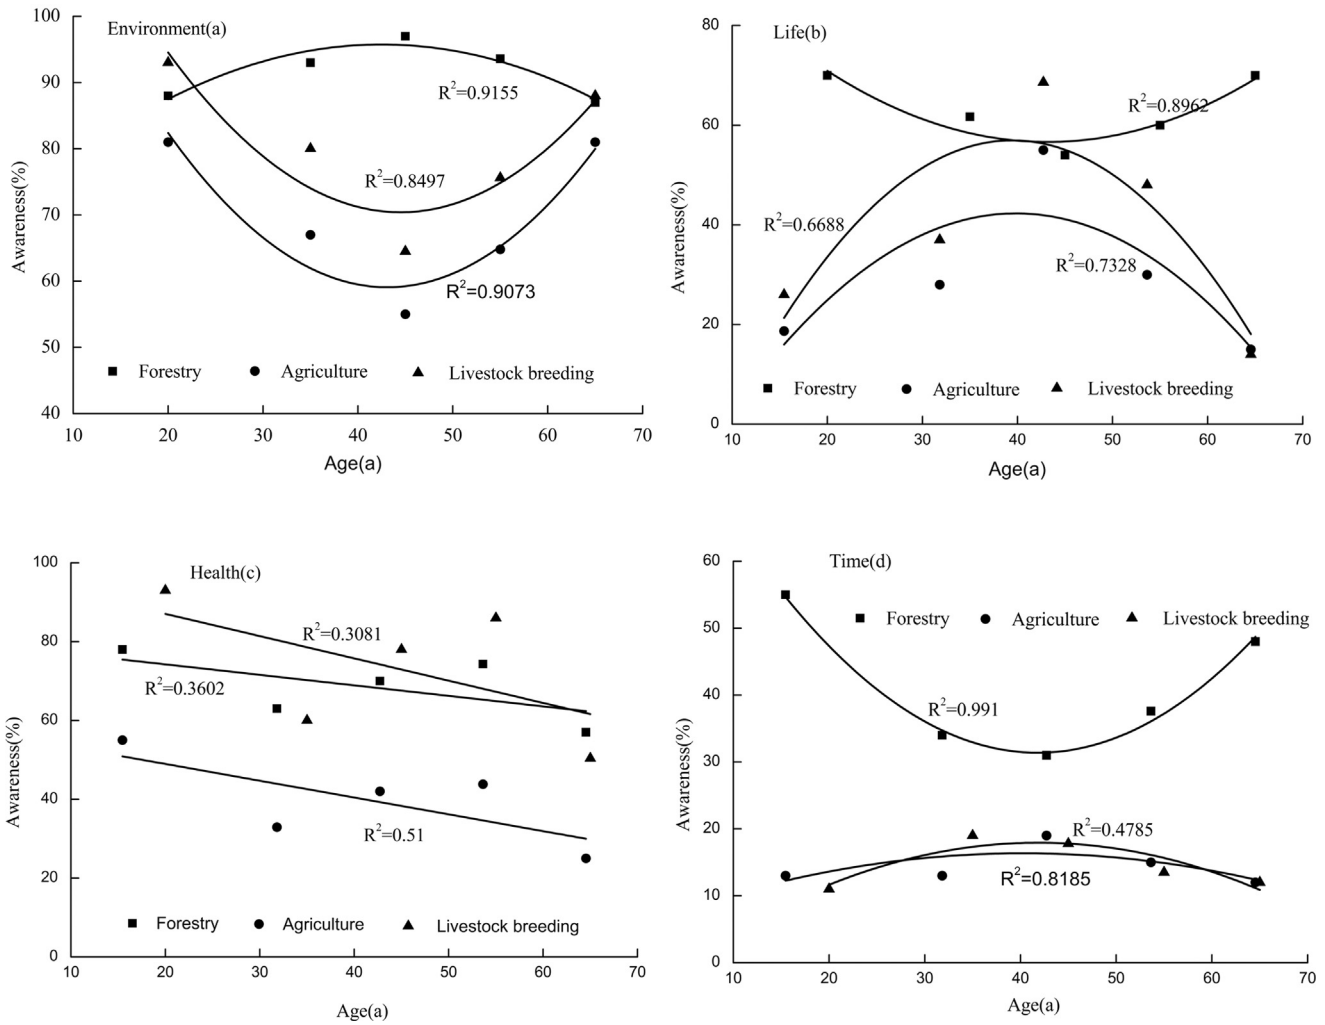 Environment(a)
100
90
80
70
60
50
40
Awareness(%)
R²=0.9155
R²=0.8497
R²=0.9073
Forestry Agriculture Livestock breeding
10 20 30 40 50 60 70
Age(a)
Life(b)
80
60
40
20
0
Awareness(%)
R²=0.8962
R²=0.6688
R²=0.7328
Forestry Agriculture Livestock breeding
10 20 30 40 50 60 70
Age(a)
Health(c)
100
80
60
40
20
0
Awareness(%)
R²=0.3081
R²=0.3602
R²=0.51
Forestry Agriculture Livestock breeding
10 20 30 40 50 60 70
Age(a)
Time(d)
60
50
40
30
20
10
0
Awareness(%)
Forestry Agriculture Livestock breeding
R²=0.991
R²=0.4785
R²=0.8185
10 20 30 40 50 60 70
Age(a)